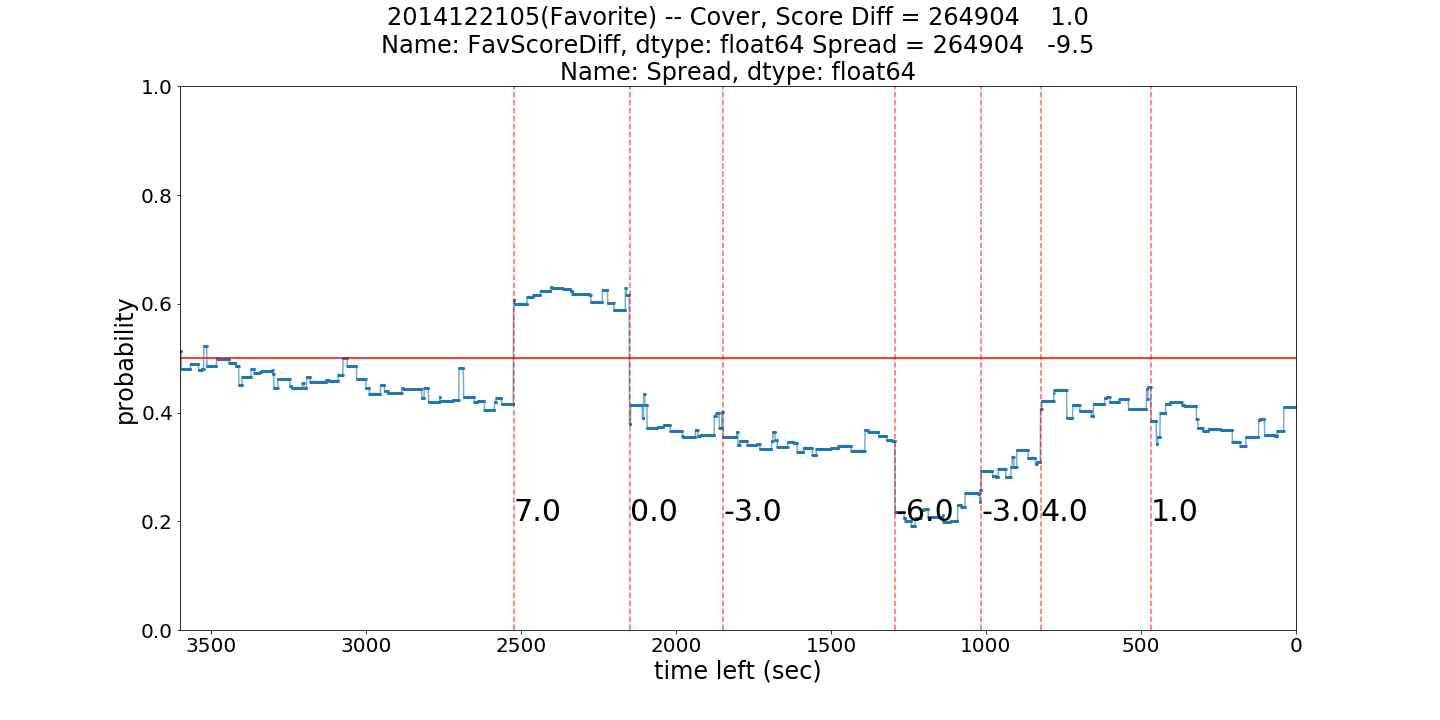 2014122105(Favorite) -- Cover, Score Diff = 264904    1.0
Name: FavScoreDiff, dtype: float64 Spread = 264904   -9.5
Name: Spread, dtype: float64
1.0
0.8
0.6
0.4
0.2
0.0
probability
7.0
0.0
-3.0
-6.0
-3.0
4.0
1.0
3500 3000 2500 2000 1500 1000 500 0
time left (sec)